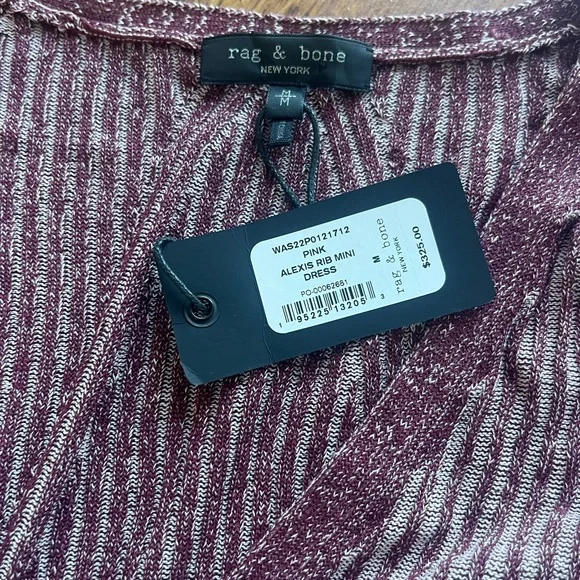 rag & bone
NEW YORK
M
M
WAS22P0121712
PINK
ALEXIS RIB MINI
DRESS
PO-00062681
1 95225 13205 3
M
rag & bone
NEW YORK
$325.00